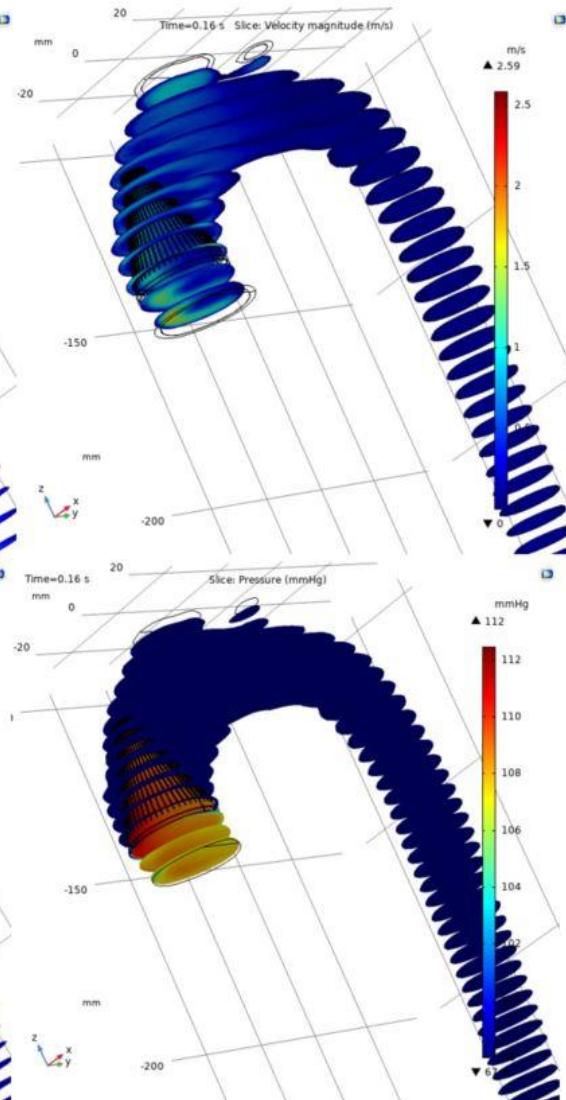 20
Time=0.16 s Slice: Velocity magnitude (m/s)
mm
0
-20
m/s
▲ 2.59
2.5
2
1.5
1
-150
mm
z
x
y
-200
▼ 0
Time=0.16 s
20
Slice: Pressure (mmHg)
mm
0
-20
mmHg
▲ 112
112
110
108
106
104
102
-150
mm
z
x
y
-200